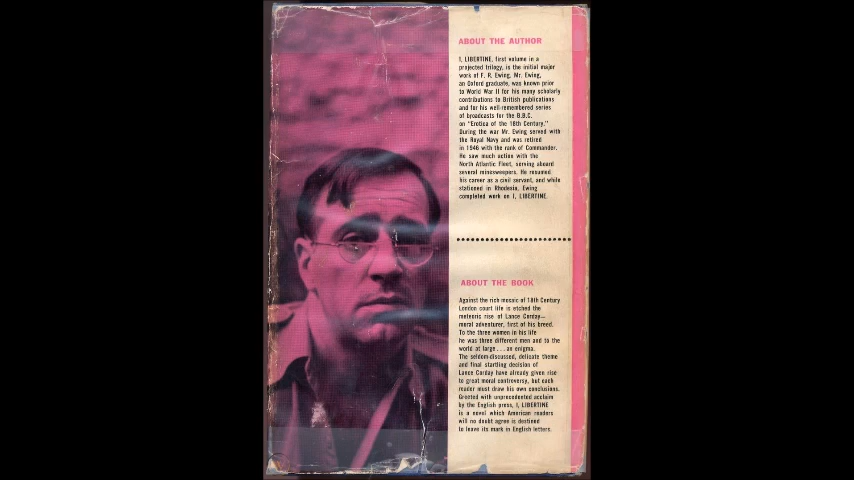 ABOUT THE AUTHOR
I, LIBERTINE, first volume in a
projected trilogy, is the initial major
work of F. R. Ewing. Mr. Ewing,
an Oxford graduate, was known prior
to World War II for his many scholarly
contributions to British publications
and for his well-remembered series
of broadcasts for the B.B.C.
on "Erotica of the 18th Century."
During the war Mr. Ewing served with
the Royal Navy and was retired
in 1946 with the rank of Commander.
He saw much action with the
North Atlantic Fleet, serving aboard
several minesweepers. He resumed
his career as a civil servant, and while
stationed in Rhodesia, Ewing
completed work on I, LIBERTINE.
ABOUT THE BOOK
Against the rich mosaic of 18th Century
London court life is etched the
meteoric rise of Lance Corday—
moral adventurer, first of his breed.
To the three women in his life
he was three different men and to the
world at large . . . an enigma.
The seldom-discussed, delicate theme
and final startling decision of
Lance Corday have already given rise
to great moral controversy, but each
reader must draw his own conclusions.
Greeted with unprecedented acclaim
by the English press, I, LIBERTINE
is a novel which American readers
will no doubt agree is destined
to leave its mark in English letters.